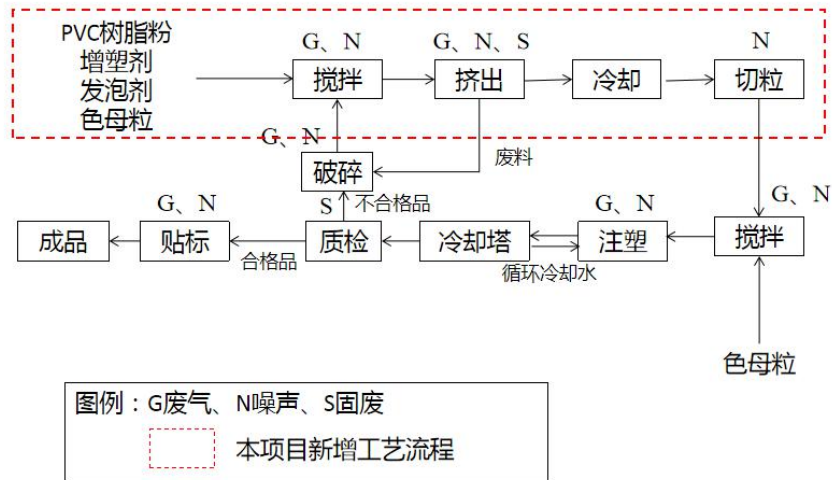 PVC树脂粉
增塑剂
发泡剂
色母粒
G、N
搅拌
G、N、S
挤出
冷却
N
切粒
G、N
破碎
废料
S
不合格品
G、N
成品
贴标
合格品
质检
冷却塔
循环冷却水
G、N
注塑
G、N
搅拌
色母粒
图例：G废气、N噪声、S固废
本项目新增工艺流程